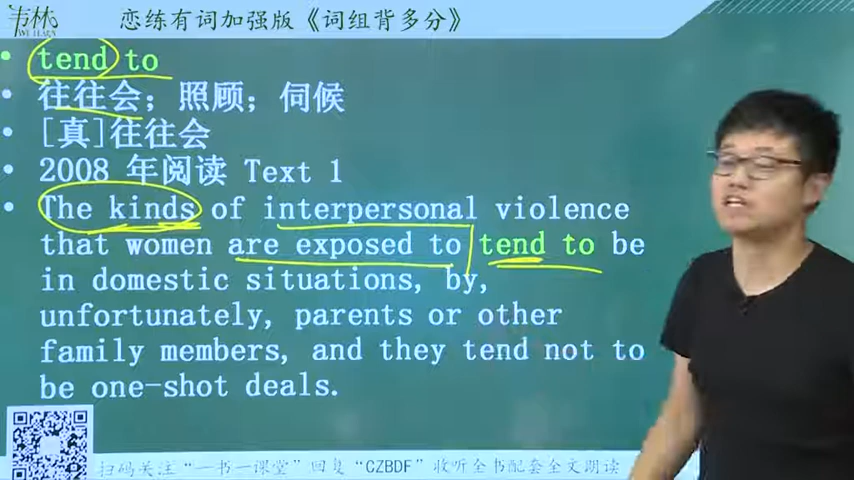 韦林
WE LEARN
恋练有词加强版《词组背多分》
• tend to
• 往往会；照顾；伺候
• [真]往往会
• 2008 年阅读 Text 1
• The kinds of interpersonal violence
that women are exposed to tend to be
in domestic situations, by,
unfortunately, parents or other
family members, and they tend not to
be one-shot deals.
扫码关注“一书一课堂”回复“CZBDF”收听全书配套全文朗读